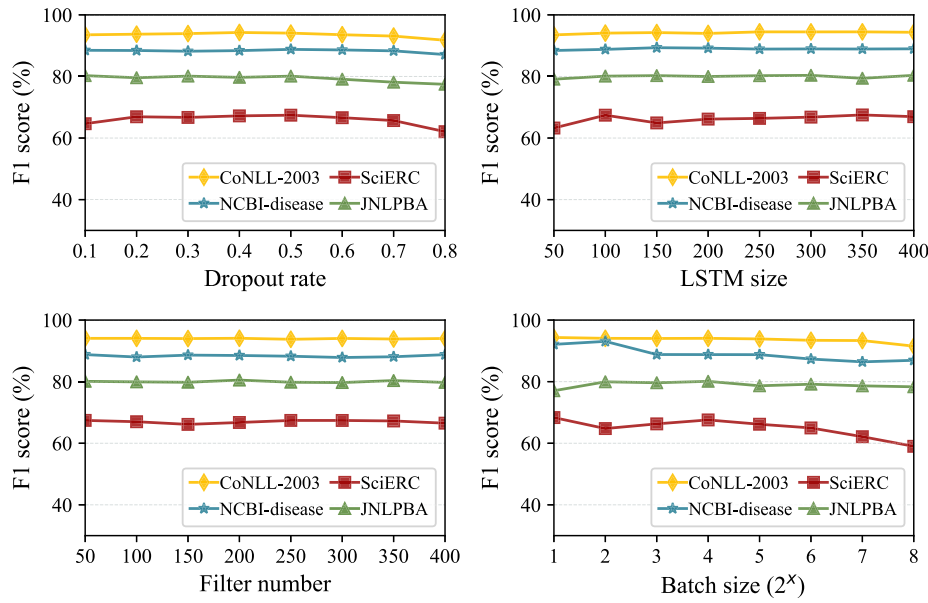 100
80
60
40
F1 score (%)
CoNLL-2003 SciERC
NCBI-disease JNLPBA
0.1 0.2 0.3 0.4 0.5 0.6 0.7 0.8
Dropout rate
100
80
60
40
F1 score (%)
CoNLL-2003 SciERC
NCBI-disease JNLPBA
50 100 150 200 250 300 350 400
LSTM size
100
80
60
40
F1 score (%)
CoNLL-2003 SciERC
NCBI-disease JNLPBA
50 100 150 200 250 300 350 400
Filter number
100
80
60
40
F1 score (%)
CoNLL-2003 SciERC
NCBI-disease JNLPBA
1 2 3 4 5 6 7 8
Batch size (2^x)